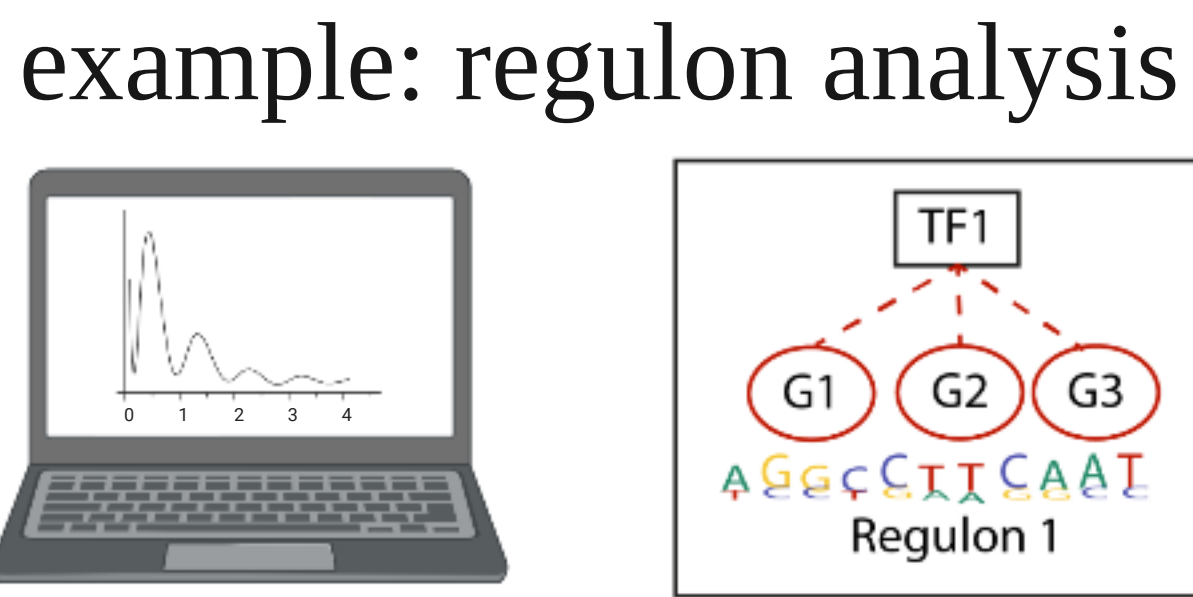 example: regulon analysis
0 1 2 3 4
TF1
G1 G2 G3
AGGCCTTCAAT
Regulon 1